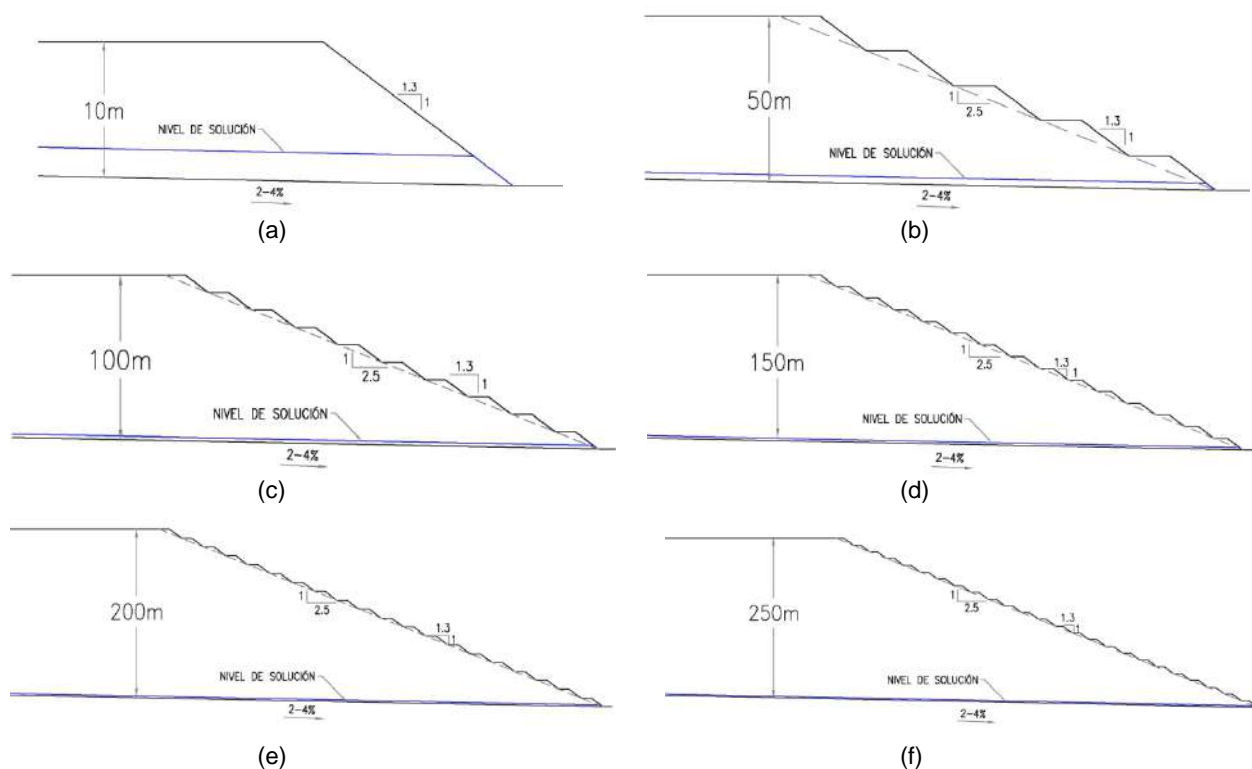 1.3
1
10m
NIVEL DE SOLUCIÓN
2-4%
(a)
50m
1
2.5
1.3
1
NIVEL DE SOLUCIÓN
2-4%
(b)
100m
1
2.5
1.3
1
NIVEL DE SOLUCIÓN
2-4%
(c)
150m
1
2.5
1.3
1
NIVEL DE SOLUCIÓN
2-4%
(d)
200m
1
2.5
1.3
1
NIVEL DE SOLUCIÓN
2-4%
(e)
250m
1
2.5
1.3
1
NIVEL DE SOLUCIÓN
2-4%
(f)